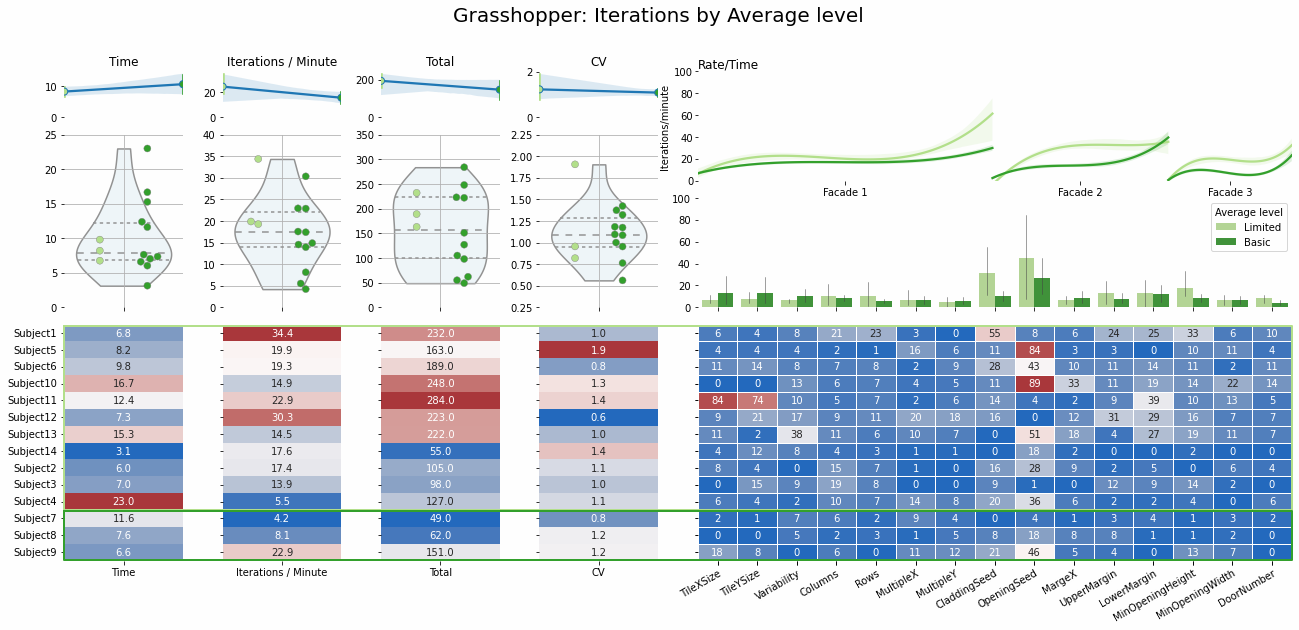 Grasshopper: Iterations by Average level
Time
Iterations / Minute
Total
CV
Rate/Time
10
0
20
0
200
0
2
0
Iterations/minute
100
80
60
40
20
0
Facade 1
Facade 2
Facade 3
25
20
15
10
5
0
40
35
30
25
20
15
10
5
0
350
300
250
200
150
100
50
0
2.25
2.00
1.75
1.50
1.25
1.00
0.75
0.50
0.25
100
80
60
40
20
0
Average level
Limited
Basic
Subject1 6.8 34.4 232.0 1.0 6 4 8 21 23 3 0 55 8 6 24 25 33 6 10
Subject5 8.2 19.9 163.0 1.9 4 4 4 2 1 16 6 11 84 3 3 0 10 11 4
Subject6 9.8 19.3 189.0 0.8 11 14 8 7 8 2 9 28 43 10 11 14 11 2 11
Subject10 16.7 14.9 248.0 1.3 0 0 13 6 7 4 5 11 89 33 11 19 14 22 14
Subject11 12.4 22.9 284.0 1.4 84 74 10 5 7 2 6 14 4 2 9 39 10 13 5
Subject12 7.3 30.3 223.0 0.6 9 21 17 9 11 20 18 16 0 12 31 29 16 7 7
Subject13 15.3 14.5 222.0 1.0 11 2 38 11 6 10 7 0 51 18 4 27 19 11 7
Subject14 3.1 17.6 55.0 1.4 4 12 8 4 3 1 1 0 18 2 0 0 2 0 0
Subject2 6.0 17.4 105.0 1.1 8 4 0 15 7 1 0 16 28 9 2 5 0 6 4
Subject3 7.0 13.9 98.0 1.0 0 15 9 19 8 0 0 9 1 0 12 9 14 2 0
Subject4 23.0 5.5 127.0 1.1 6 4 2 10 7 14 8 20 36 6 2 2 4 0 6
Subject7 11.6 4.2 49.0 0.8 2 1 7 6 2 9 4 0 4 1 3 4 1 3 2
Subject8 7.6 8.1 62.0 1.2 0 0 5 2 3 1 5 8 18 8 8 1 1 2 0
Subject9 6.6 22.9 151.0 1.2 18 8 0 6 0 11 12 21 46 5 4 0 13 7 0
Time
Iterations / Minute
Total
CV
TileXSize
TileYSize
Variability
Columns
Rows
MultipleX
MultipleY
CladdingSeed
OpeningSeed
MargeX
UpperMargin
LowerMargin
MinOpeningHeight
MinOpeningWidth
DoorNumber